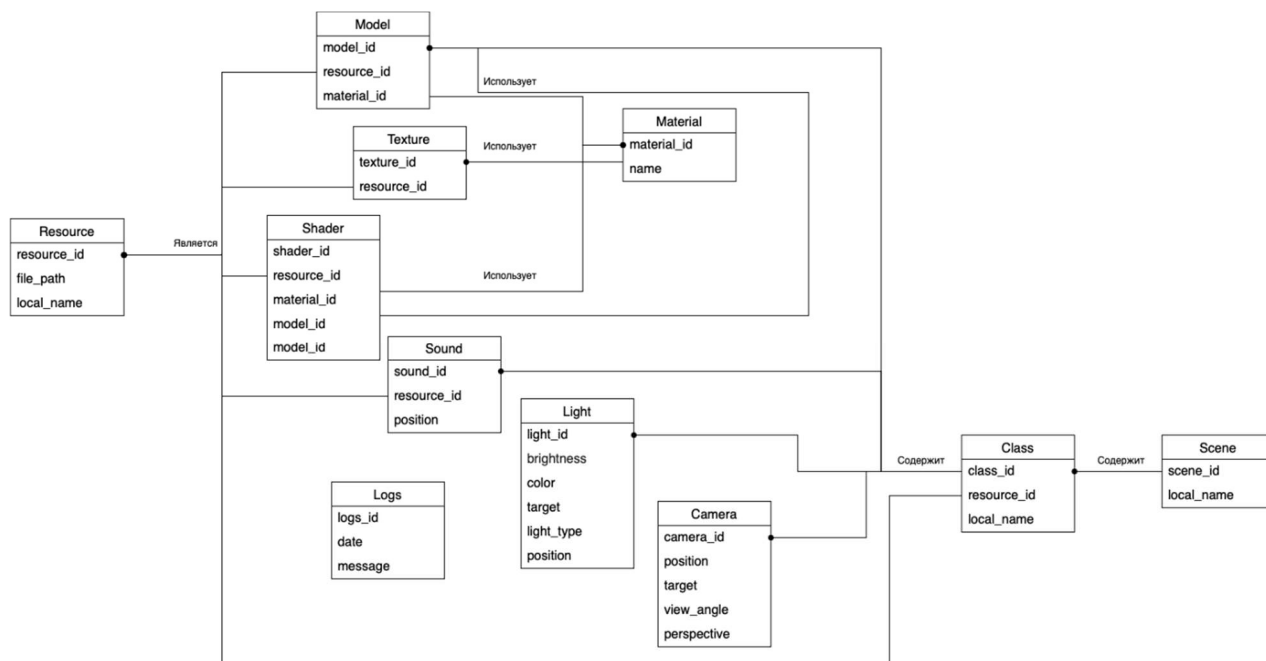 Model
model_id
resource_id
material_id
Использует
Texture
texture_id
resource_id
Использует
Material
material_id
name
Resource
resource_id
file_path
local_name
Является
Shader
shader_id
resource_id
material_id
model_id
model_id
Использует
Sound
sound_id
resource_id
position
Light
light_id
brightness
color
target
light_type
position
Содержит
Class
class_id
resource_id
local_name
Содержит
Scene
scene_id
local_name
Logs
logs_id
date
message
Camera
camera_id
position
target
view_angle
perspective